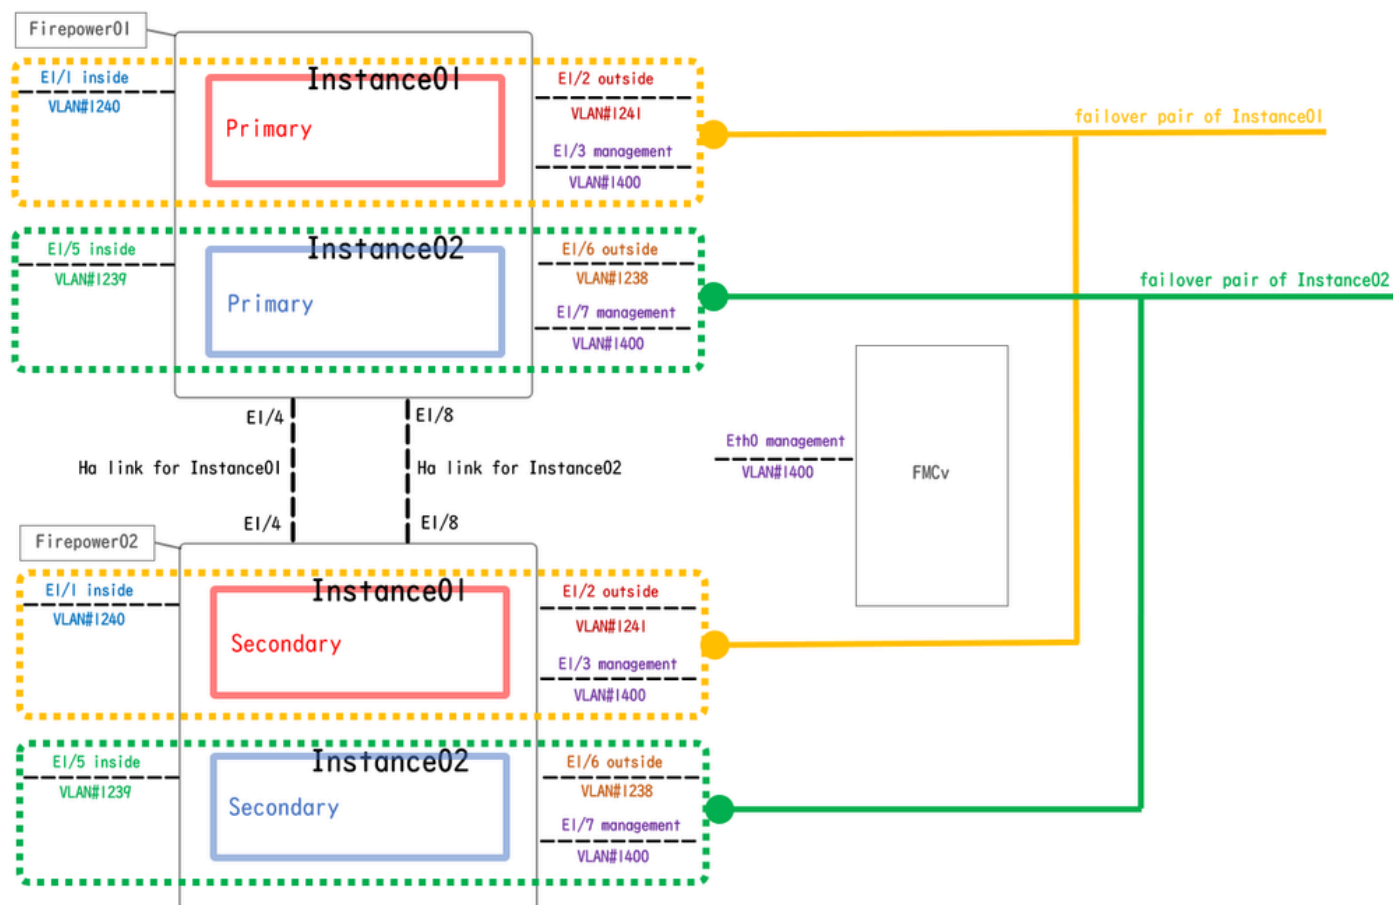 Firepower01
Instance01
E1/1 inside
VLAN#1240
Primary
E1/2 outside
VLAN#1241
E1/3 management
VLAN#1400
failover pair of Instance01
Instance02
E1/5 inside
VLAN#1239
Primary
E1/6 outside
VLAN#1238
E1/7 management
VLAN#1400
failover pair of Instance02
E1/4
E1/8
Ha link for Instance01
Ha link for Instance02
E1/4
E1/8
Eth0 management
VLAN#1400
FMCv
Firepower02
Instance01
E1/1 inside
VLAN#1240
Secondary
E1/2 outside
VLAN#1241
E1/3 management
VLAN#1400
Instance02
E1/5 inside
VLAN#1239
Secondary
E1/6 outside
VLAN#1238
E1/7 management
VLAN#1400